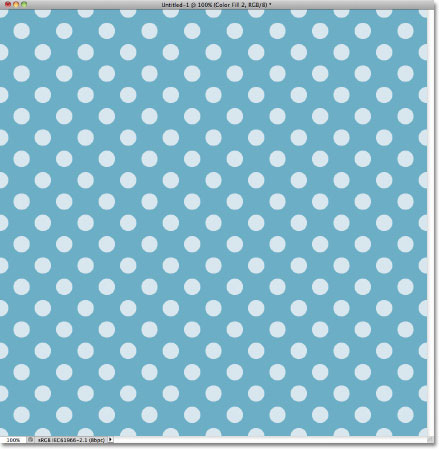 Untitled-1 @ 100% (Color Fill 2, RGB/8) *
100% sRGB IEC61966-2.1 (8bpc)